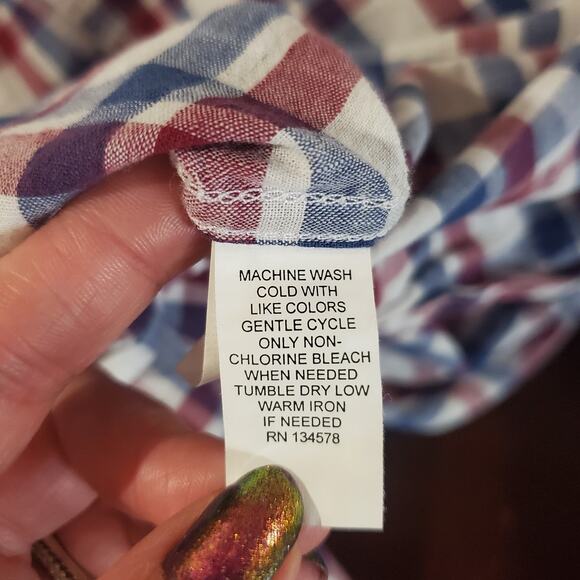 MACHINE WASH
COLD WITH
LIKE COLORS
GENTLE CYCLE
ONLY NON-
CHLORINE BLEACH
WHEN NEEDED
TUMBLE DRY LOW
WARM IRON
IF NEEDED
RN 134578